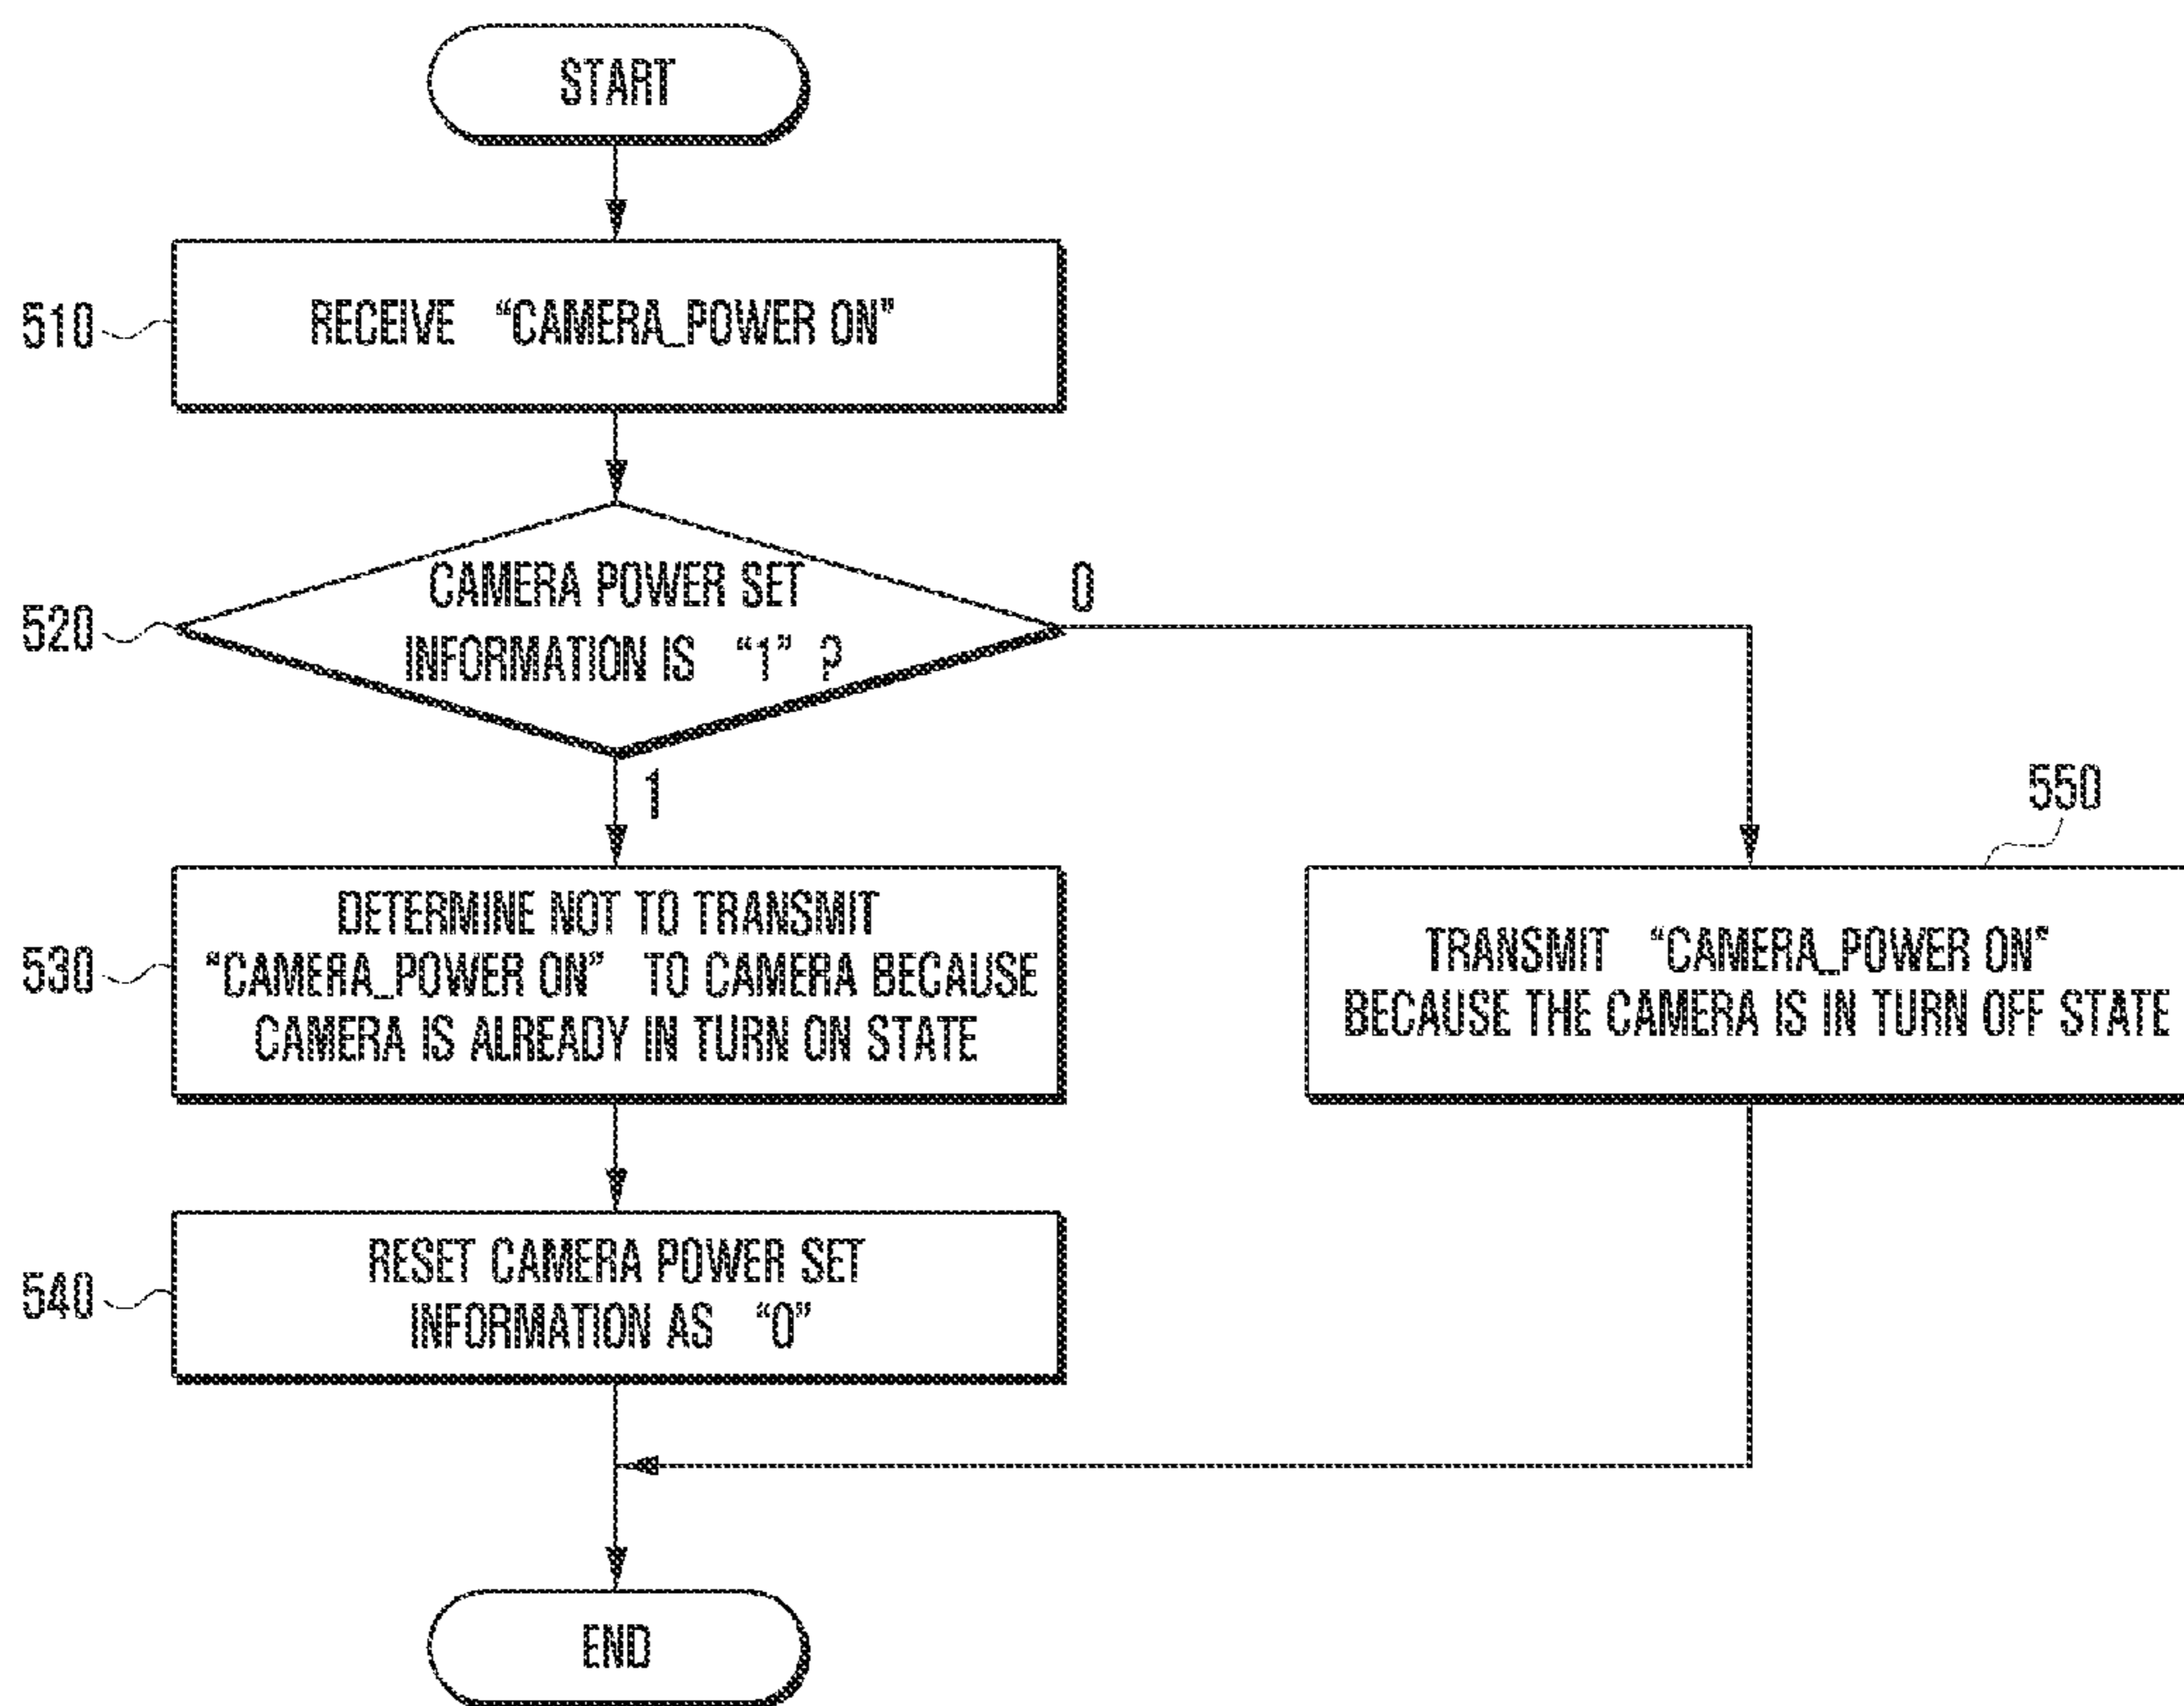 START
510
RECEIVE "CAMERA_POWER ON"
520
CAMERA POWER SET
INFORMATION IS "1" ?
0
1
530
DETERMINE NOT TO TRANSMIT
"CAMERA_POWER ON" TO CAMERA BECAUSE
CAMERA IS ALREADY IN TURN ON STATE
550
TRANSMIT "CAMERA_POWER ON"
BECAUSE THE CAMERA IS IN TURN OFF STATE
540
RESET CAMERA POWER SET
INFORMATION AS "0"
END